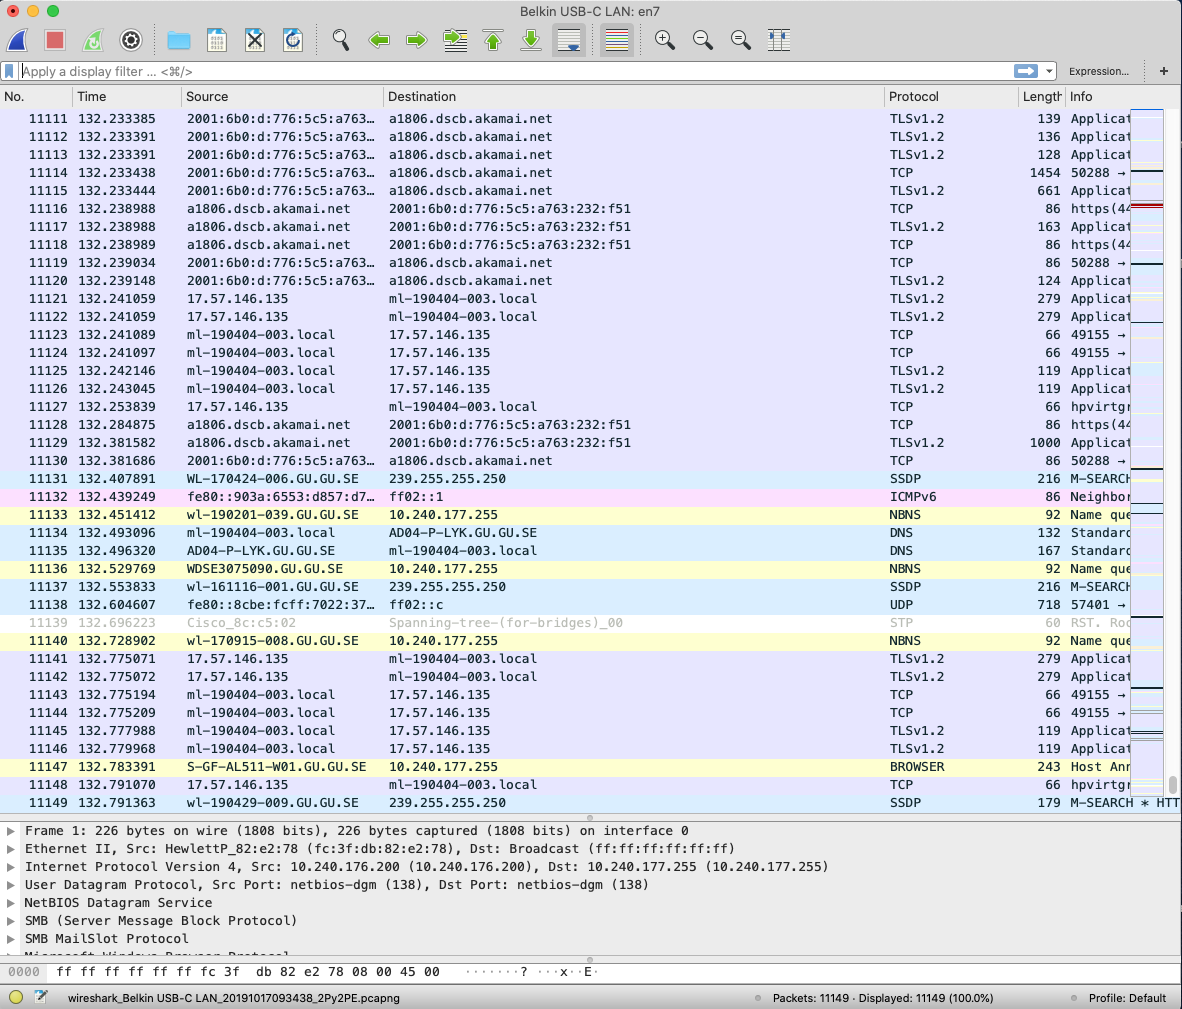 Belkin USB-C LAN: en7
Apply a display filter ... <⌘/>
Expression...
+
No. Time Source Destination Protocol Length Info
11111 132.233385 2001:6b0:d:776:5c5:a763… a1806.dscb.akamai.net TLSv1.2 139 Applicat
11112 132.233391 2001:6b0:d:776:5c5:a763… a1806.dscb.akamai.net TLSv1.2 136 Applicat
11113 132.233391 2001:6b0:d:776:5c5:a763… a1806.dscb.akamai.net TLSv1.2 128 Applicat
11114 132.233438 2001:6b0:d:776:5c5:a763… a1806.dscb.akamai.net TCP 1454 50288 →
11115 132.233444 2001:6b0:d:776:5c5:a763… a1806.dscb.akamai.net TLSv1.2 661 Applicat
11116 132.238988 a1806.dscb.akamai.net 2001:6b0:d:776:5c5:a763:232:f51 TCP 86 https(44
11117 132.238988 a1806.dscb.akamai.net 2001:6b0:d:776:5c5:a763:232:f51 TLSv1.2 163 Applicat
11118 132.238989 a1806.dscb.akamai.net 2001:6b0:d:776:5c5:a763:232:f51 TCP 86 https(44
11119 132.239034 2001:6b0:d:776:5c5:a763… a1806.dscb.akamai.net TCP 86 50288 →
11120 132.239148 2001:6b0:d:776:5c5:a763… a1806.dscb.akamai.net TLSv1.2 124 Applicat
11121 132.241059 17.57.146.135 ml-190404-003.local TLSv1.2 279 Applicat
11122 132.241059 17.57.146.135 ml-190404-003.local TLSv1.2 279 Applicat
11123 132.241089 ml-190404-003.local 17.57.146.135 TCP 66 49155 →
11124 132.241097 ml-190404-003.local 17.57.146.135 TCP 66 49155 →
11125 132.242146 ml-190404-003.local 17.57.146.135 TLSv1.2 119 Applicat
11126 132.243045 ml-190404-003.local 17.57.146.135 TLSv1.2 119 Applicat
11127 132.253839 17.57.146.135 ml-190404-003.local TCP 66 hpvirtgr
11128 132.284875 a1806.dscb.akamai.net 2001:6b0:d:776:5c5:a763:232:f51 TCP 86 https(44
11129 132.381582 a1806.dscb.akamai.net 2001:6b0:d:776:5c5:a763:232:f51 TLSv1.2 1000 Applicat
11130 132.381686 2001:6b0:d:776:5c5:a763… a1806.dscb.akamai.net TCP 86 50288 →
11131 132.407891 WL-170424-006.GU.GU.SE 239.255.255.250 SSDP 216 M-SEARCH
11132 132.439249 fe80::903a:6553:d857:d7… ff02::1 ICMPv6 86 Neighbor
11133 132.451412 wl-190201-039.GU.GU.SE 10.240.177.255 NBNS 92 Name que
11134 132.493096 ml-190404-003.local AD04-P-LYK.GU.GU.SE DNS 132 Standard
11135 132.496320 AD04-P-LYK.GU.GU.SE ml-190404-003.local DNS 167 Standard
11136 132.529769 WDSE3075090.GU.GU.SE 10.240.177.255 NBNS 92 Name que
11137 132.553833 wl-161116-001.GU.GU.SE 239.255.255.250 SSDP 216 M-SEARCH
11138 132.604607 fe80::8cbe:fcff:7022:37… ff02::c UDP 718 57401 →
11139 132.696223 Cisco_8c:c5:02 Spanning-tree-(for-bridges)_00 STP 60 RST. Roo
11140 132.728902 wl-170915-008.GU.GU.SE 10.240.177.255 NBNS 92 Name que
11141 132.775071 17.57.146.135 ml-190404-003.local TLSv1.2 279 Applicat
11142 132.775072 17.57.146.135 ml-190404-003.local TLSv1.2 279 Applicat
11143 132.775194 ml-190404-003.local 17.57.146.135 TCP 66 49155 →
11144 132.775209 ml-190404-003.local 17.57.146.135 TCP 66 49155 →
11145 132.777988 ml-190404-003.local 17.57.146.135 TLSv1.2 119 Applicat
11146 132.779968 ml-190404-003.local 17.57.146.135 TLSv1.2 119 Applicat
11147 132.783391 S-GF-AL511-W01.GU.GU.SE 10.240.177.255 BROWSER 243 Host Ann
11148 132.791070 17.57.146.135 ml-190404-003.local TCP 66 hpvirtgr
11149 132.791363 wl-190429-009.GU.GU.SE 239.255.255.250 SSDP 179 M-SEARCH * HTT
Frame 1: 226 bytes on wire (1808 bits), 226 bytes captured (1808 bits) on interface 0
Ethernet II, Src: HewlettP_82:e2:78 (fc:3f:db:82:e2:78), Dst: Broadcast (ff:ff:ff:ff:ff:ff)
Internet Protocol Version 4, Src: 10.240.176.200 (10.240.176.200), Dst: 10.240.177.255 (10.240.177.255)
User Datagram Protocol, Src Port: netbios-dgm (138), Dst Port: netbios-dgm (138)
NetBIOS Datagram Service
SMB (Server Message Block Protocol)
SMB MailSlot Protocol
Microsoft Windows Browser Protocol
0000 ff ff ff ff ff ff fc 3f db 82 e2 78 08 00 45 00 ·······? ···x··E·
wireshark_Belkin USB-C LAN_20191017093438_2Py2PE.pcapng
Packets: 11149 · Displayed: 11149 (100.0%)
Profile: Default